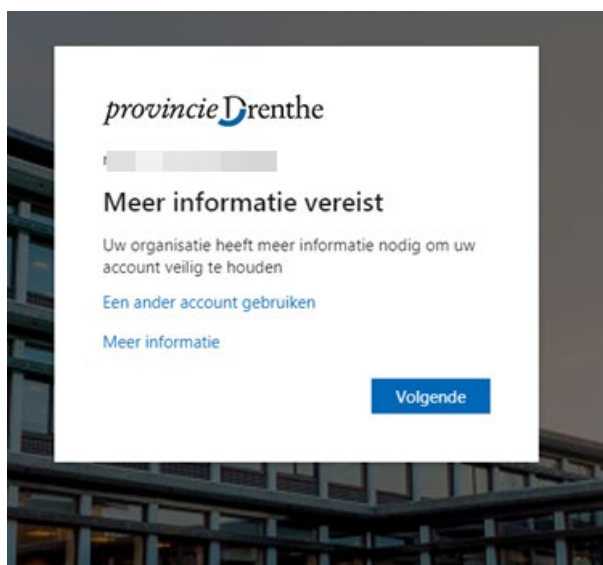 provincie Drenthe
Meer informatie vereist
Uw organisatie heeft meer informatie nodig om uw
account veilig te houden
Een ander account gebruiken
Meer informatie
Volgende